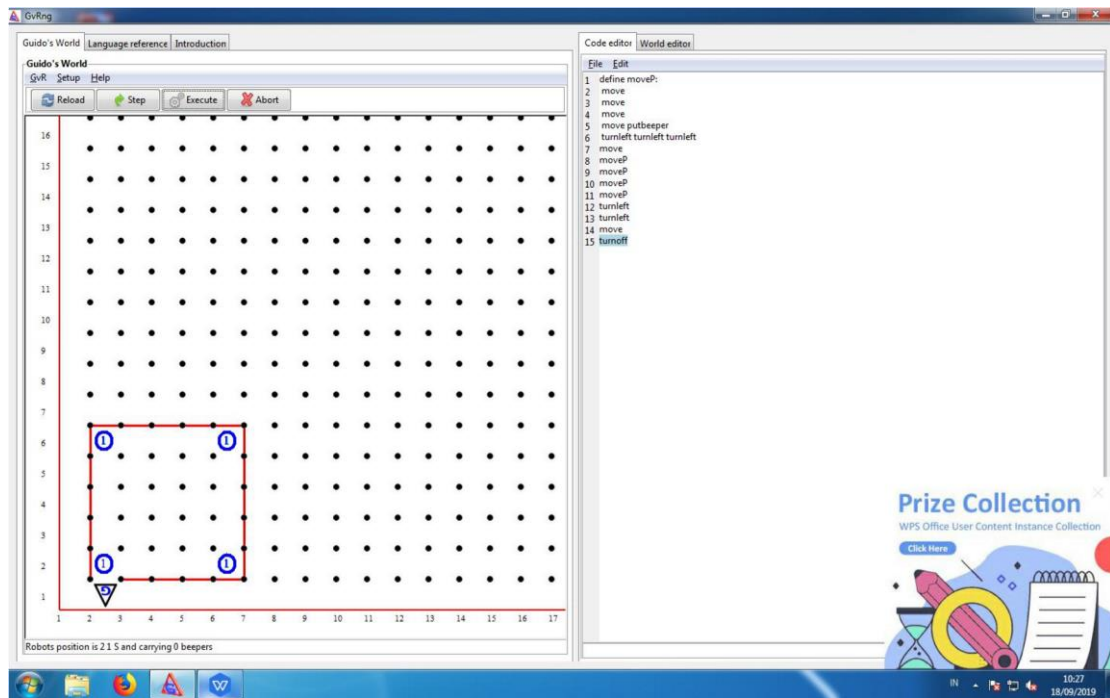 GvRng
Guido's World Language reference Introduction
Guido's World
GvR Setup Help
Reload Step Execute Abort
16
15
14
13
12
11
10
9
8
7
6
5
4
3
2
1
1 1
1 1
G
1 2 3 4 5 6 7 8 9 10 11 12 13 14 15 16 17
Robots position is 2 1 S and carrying 0 beepers
Code editor World editor
File Edit
1 define moveP:
2 move
3 move
4 move
5 move putbeeper
6 turnleft turnleft turnleft
7 move
8 moveP
9 moveP
10 moveP
11 moveP
12 turnleft
13 turnleft
14 move
15 turnoff
Prize Collection
WPS Office User Content Instance Collection
Click Here
IN
10:27
18/09/2019